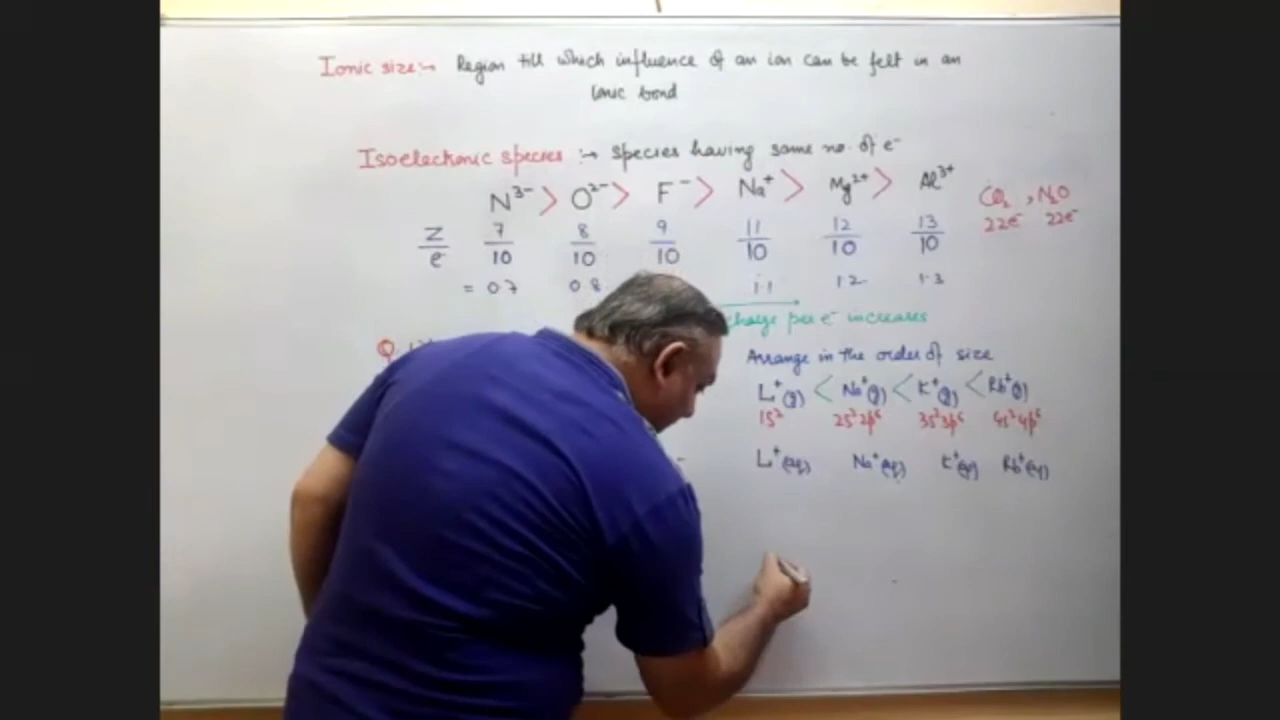 Ionic size:→ Region till which influence of an ion can be felt in an
Ionic bond
Isoelectronic species :→ species having same no. of e⁻
N³⁻ > O²⁻ > F⁻ > Na⁺ > Mg²⁺ > Al³⁺
CO₂, N₂O
22e⁻ 22e⁻
Z/e 7/10 8/10 9/10 11/10 12/10 13/10
= 0.7 0.8 1.1 1.2 1.3
charge per e⁻ increases
Q.
Arrange in the order of size
Li⁺(g) < Na⁺(g) < K⁺(g) < Rb⁺(g)
1s² 2s²2p⁶ 3s²3p⁶ 4s²4p⁶
Li⁺(aq) Na⁺(aq) K⁺(aq) Rb⁺(aq)